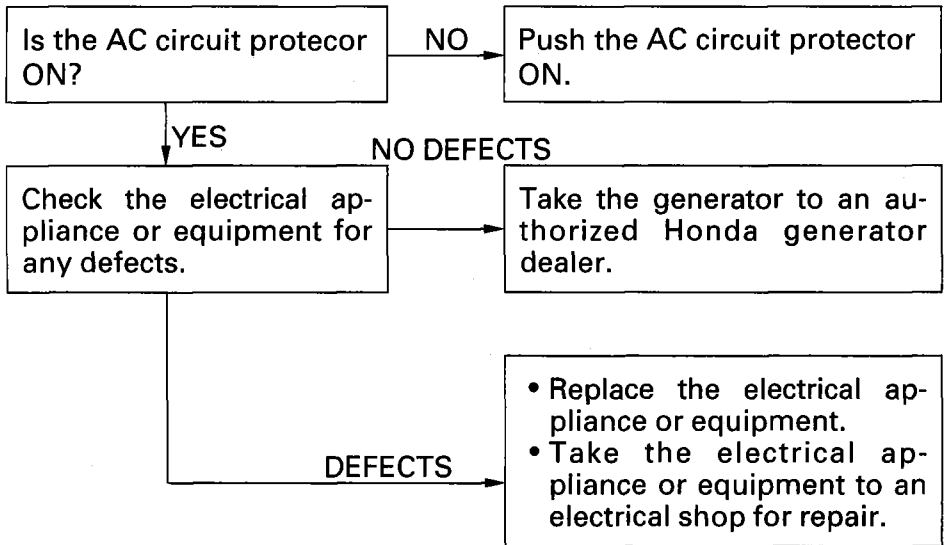 Is the AC circuit protecor
ON?
NO
Push the AC circuit protector
ON.
YES
NO DEFECTS
Check the electrical ap-
pliance or equipment for
any defects.
Take the generator to an au-
thorized Honda generator
dealer.
DEFECTS
• Replace the electrical ap-
pliance or equipment.
• Take the electrical ap-
pliance or equipment to an
electrical shop for repair.